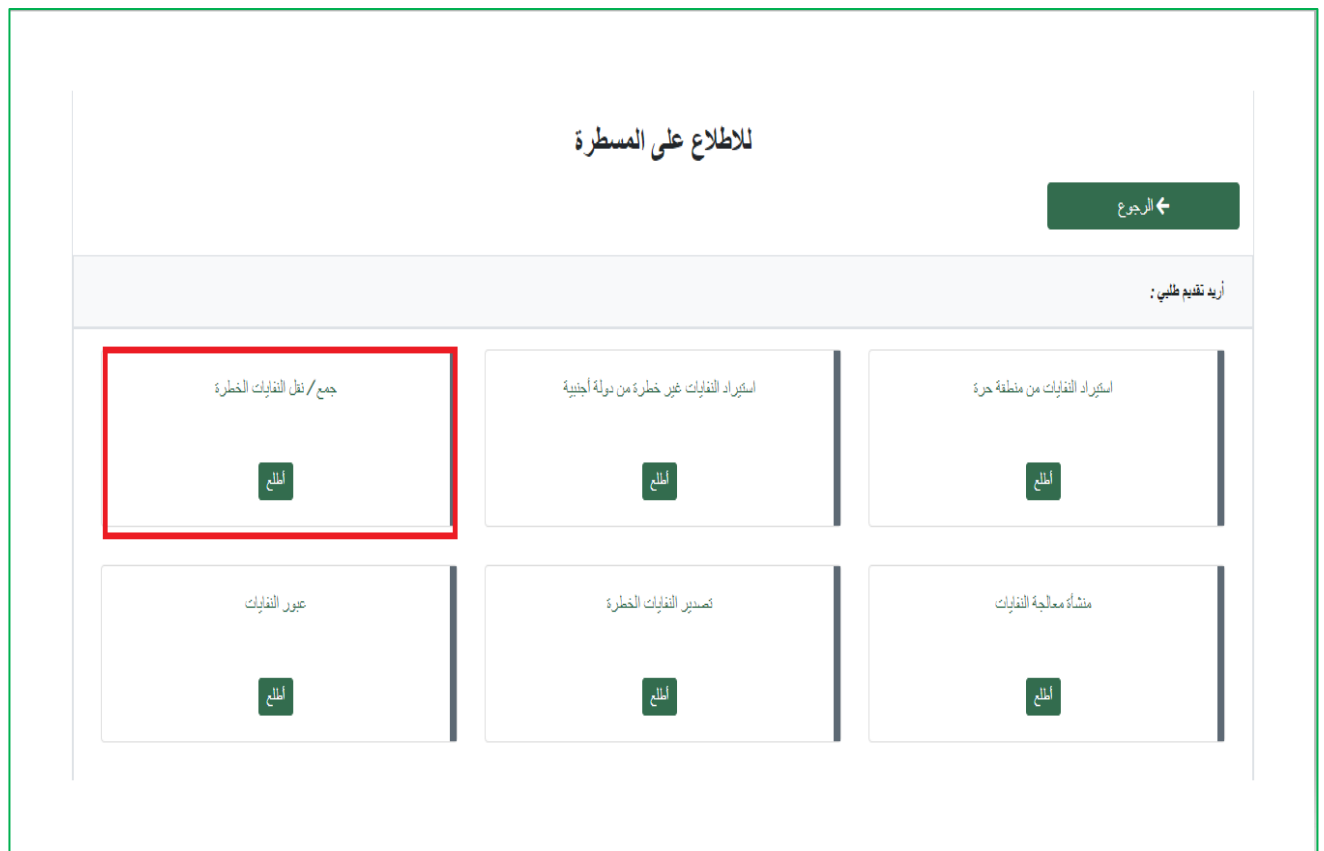 للاطلاع على المسطرة
الرجوع
أريد تقديم طلبي :
استيراد النفايات من منطقة حرة
أطلع
استيراد النفايات غير خطرة من دولة أجنبية
أطلع
جمع / نقل النفايات الخطرة
أطلع
منشأة معالجة النفايات
أطلع
تصدير النفايات الخطرة
أطلع
عبور النفايات
أطلع